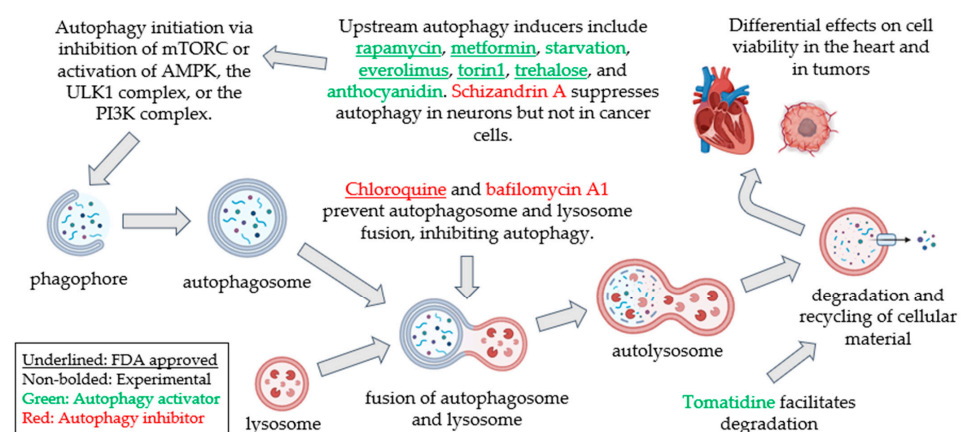 Autophagy initiation via
inhibition of mTORC or
activation of AMPK, the
ULK1 complex, or the
PI3K complex.
Upstream autophagy inducers include
rapamycin, metformin, starvation,
everolimus, torin1, trehalose, and
anthocyanidin. Schizandrin A suppresses
autophagy in neurons but not in cancer
cells.
Differential effects on cell
viability in the heart and
in tumors
Chloroquine and bafilomycin A1
prevent autophagosome and lysosome
fusion, inhibiting autophagy.
phagophore
autophagosome
lysosome
fusion of autophagosome
and lysosome
autolysosome
degradation and
recycling of cellular
material
Tomatidine facilitates
degradation
Underlined: FDA approved
Non-bolded: Experimental
Green: Autophagy activator
Red: Autophagy inhibitor